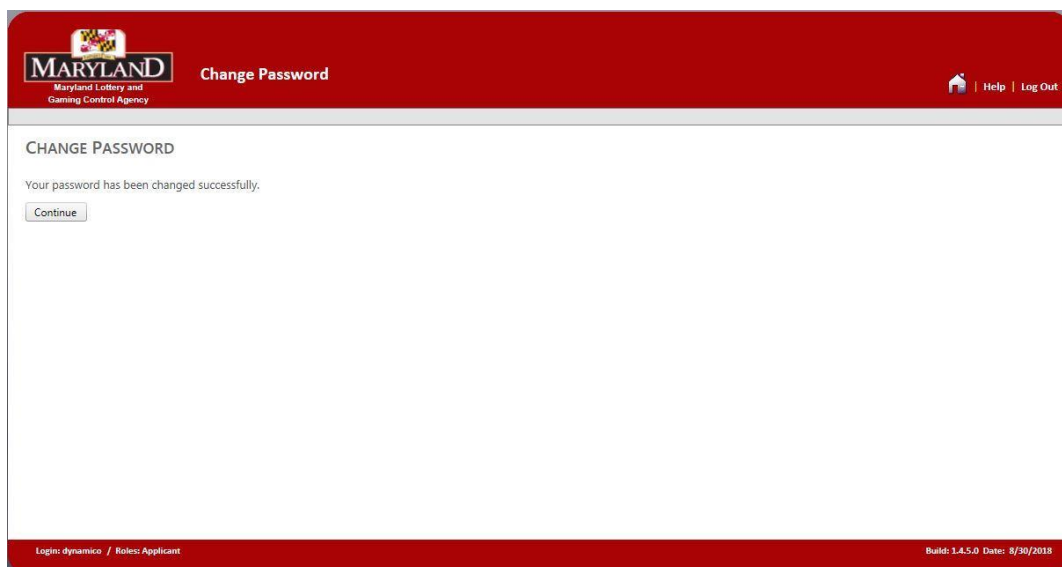 MARYLAND
Maryland Lottery and
Gaming Control Agency
Change Password
| Help | Log Out
CHANGE PASSWORD
Your password has been changed successfully.
Continue
Login: dynamico / Roles: Applicant
Build: 1.4.5.0 Date: 8/30/2018